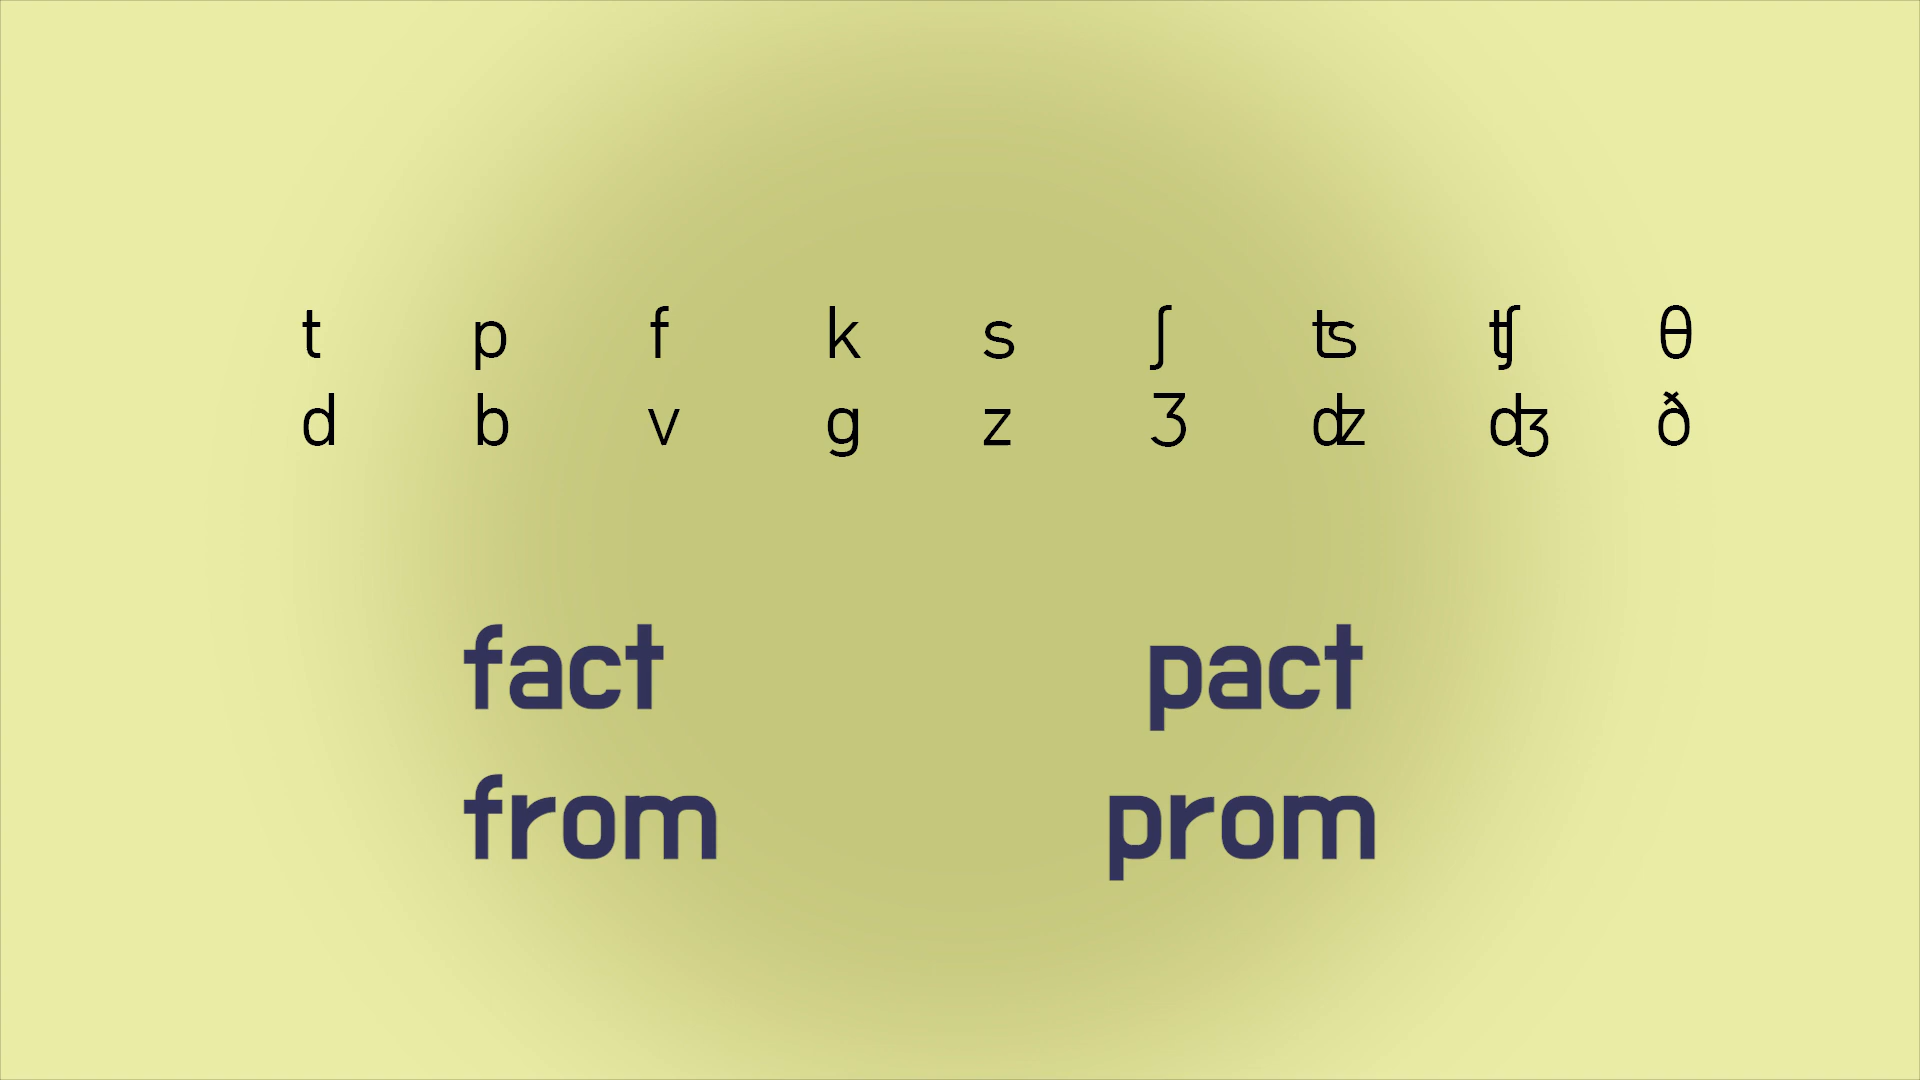 t p f k s ʃ ʦ ʧ θ
d b v g z Ʒ ʣ ʤ ð
fact pact
from prom